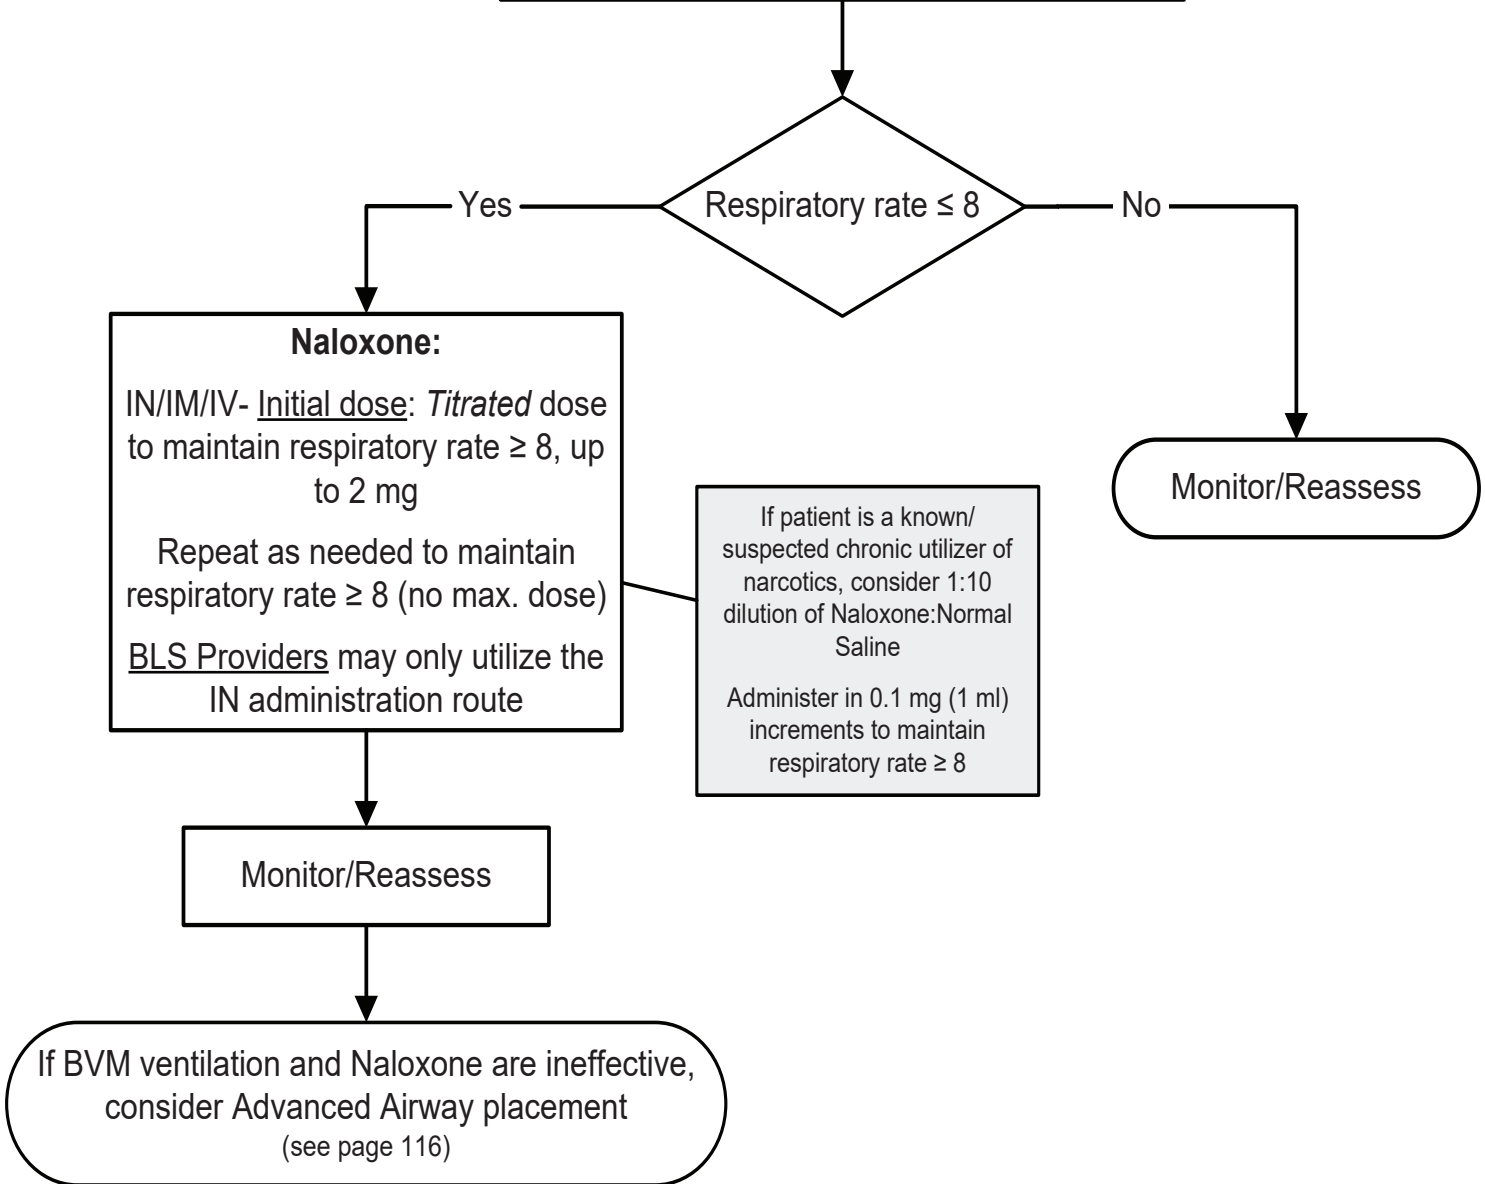 Respiratory rate ≤ 8
Yes
No
Naloxone:
IN/IM/IV- Initial dose: Titrated dose
to maintain respiratory rate ≥ 8, up
to 2 mg
Repeat as needed to maintain
respiratory rate ≥ 8 (no max. dose)
BLS Providers may only utilize the
IN administration route
If patient is a known/
suspected chronic utilizer of
narcotics, consider 1:10
dilution of Naloxone:Normal
Saline
Administer in 0.1 mg (1 ml)
increments to maintain
respiratory rate ≥ 8
Monitor/Reassess
Monitor/Reassess
If BVM ventilation and Naloxone are ineffective,
consider Advanced Airway placement
(see page 116)